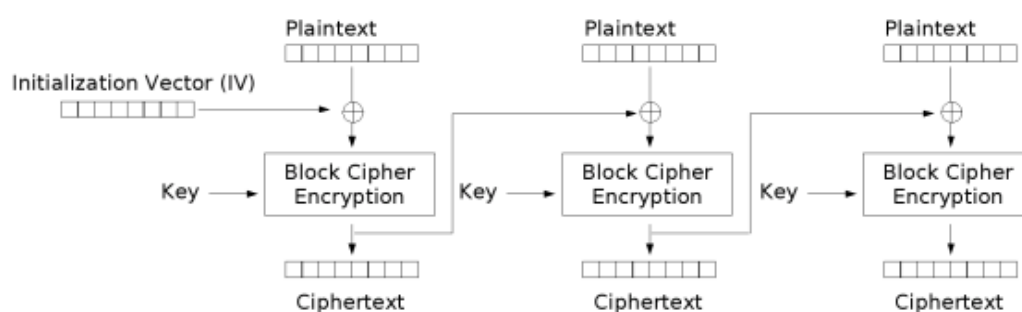 Plaintext
Plaintext
Plaintext
Initialization Vector (IV)
Key
Block Cipher
Encryption
Key
Block Cipher
Encryption
Key
Block Cipher
Encryption
Ciphertext
Ciphertext
Ciphertext